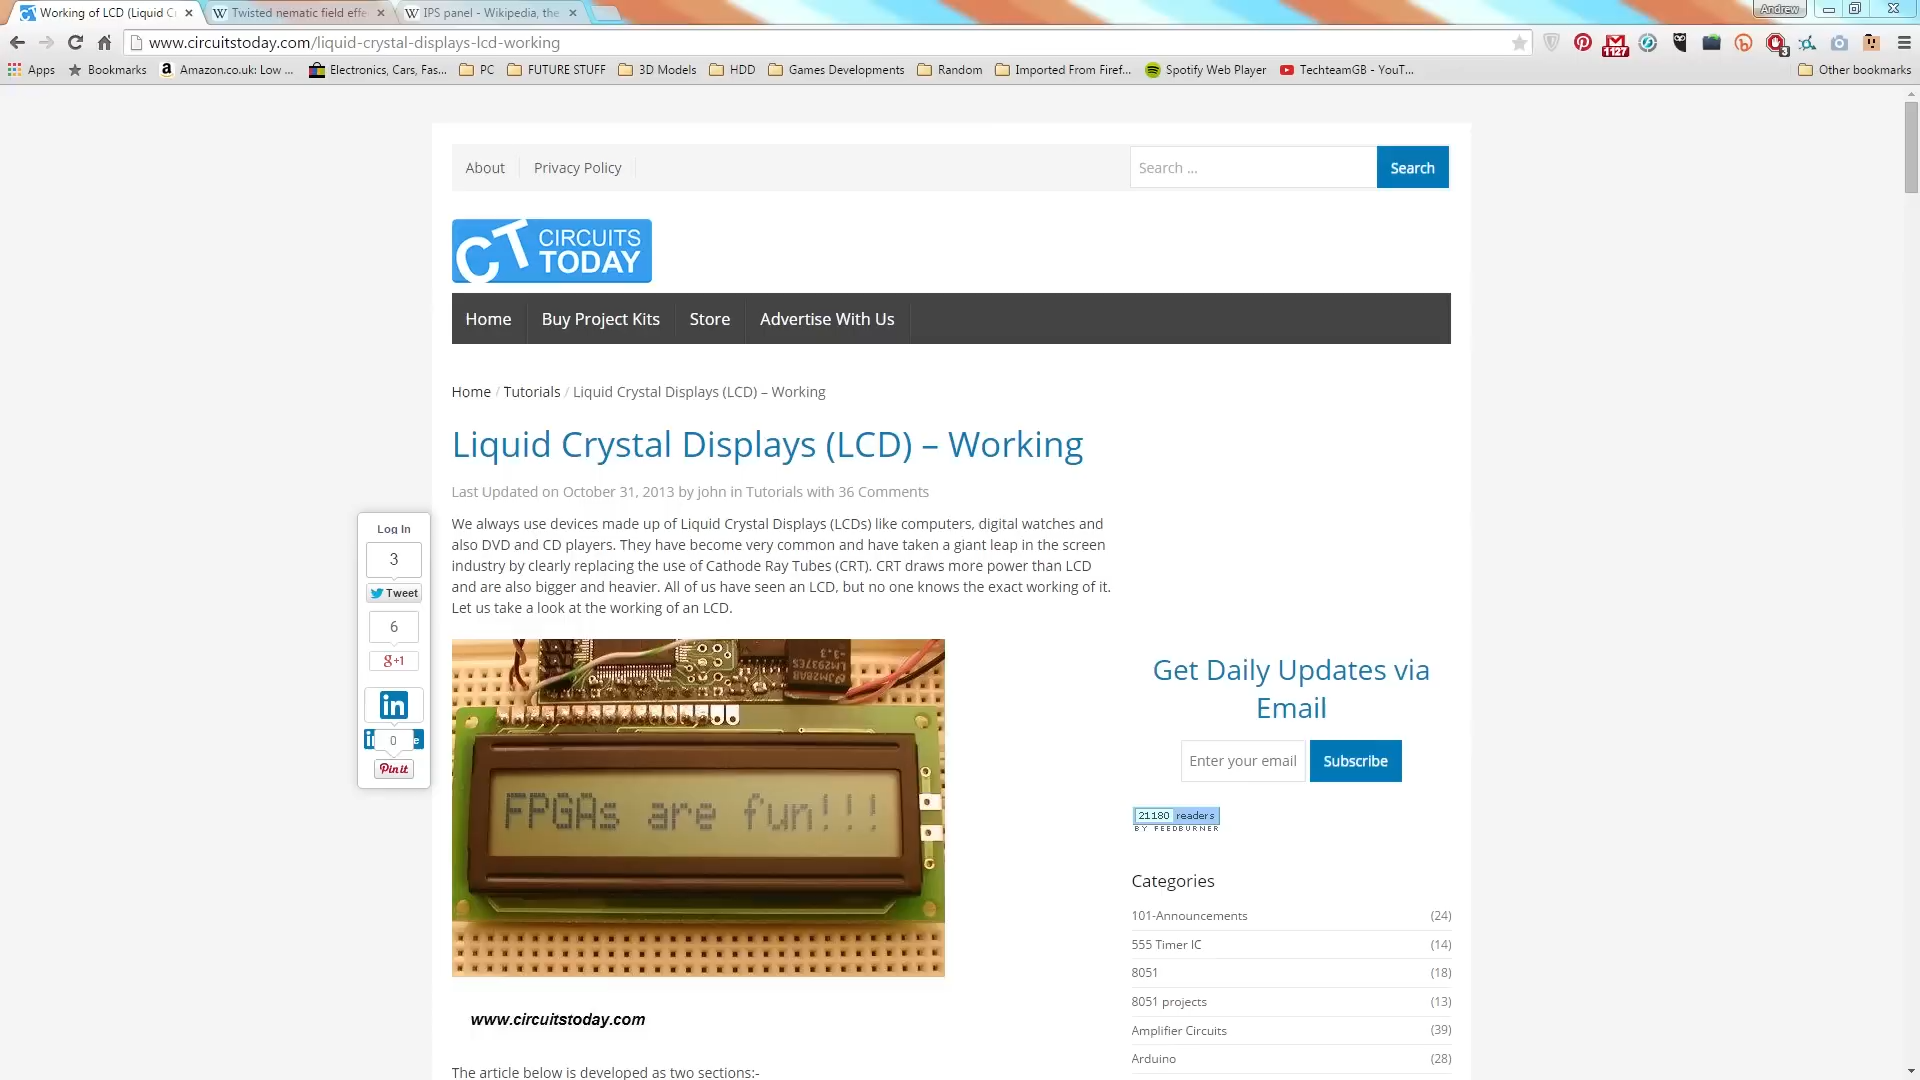 Working of LCD (Liquid C
Twisted nematic field effe
IPS panel - Wikipedia, the
Andrew
www.circuitstoday.com/liquid-crystal-displays-lcd-working
1127
3
Apps
Bookmarks
Amazon.co.uk: Low ...
Electronics, Cars, Fas...
PC
FUTURE STUFF
3D Models
HDD
Games Developments
Random
Imported From Firef...
Spotify Web Player
TechteamGB - YouT...
Other bookmarks
About
Privacy Policy
Search ...
Search
CT CIRCUITS
TODAY
Home
Buy Project Kits
Store
Advertise With Us
Home / Tutorials / Liquid Crystal Displays (LCD) – Working
Liquid Crystal Displays (LCD) – Working
Last Updated on October 31, 2013 by john in Tutorials with 36 Comments
We always use devices made up of Liquid Crystal Displays (LCDs) like computers, digital watches and
also DVD and CD players. They have become very common and have taken a giant leap in the screen
industry by clearly replacing the use of Cathode Ray Tubes (CRT). CRT draws more power than LCD
and are also bigger and heavier. All of us have seen an LCD, but no one knows the exact working of it.
Let us take a look at the working of an LCD.
Log In
3
Tweet
6
g+1
in
0
Pin it
LM2937ES
-3.3
JM28AB
FPGAs are fun!!!
www.circuitstoday.com
The article below is developed as two sections:-
Get Daily Updates via
Email
Enter your email
Subscribe
21180 readers
BY FEEDBURNER
Categories
101-Announcements (24)
555 Timer IC (14)
8051 (18)
8051 projects (13)
Amplifier Circuits (39)
Arduino (28)